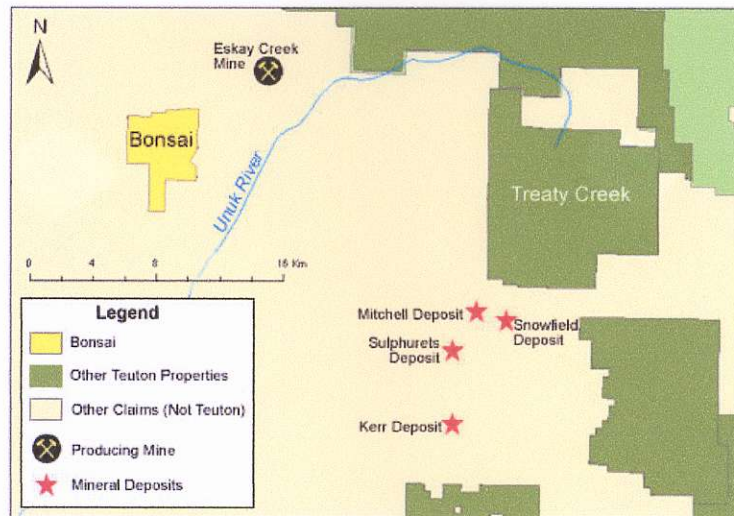 N
Eskay Creek
Mine
Bonsai
Unuk River
Treaty Creek
0 4 8 16 Km
Mitchell Deposit
Snowfield
Deposit
Sulphurets
Deposit
Kerr Deposit
Legend
Bonsai
Other Teuton Properties
Other Claims (Not Teuton)
Producing Mine
Mineral Deposits